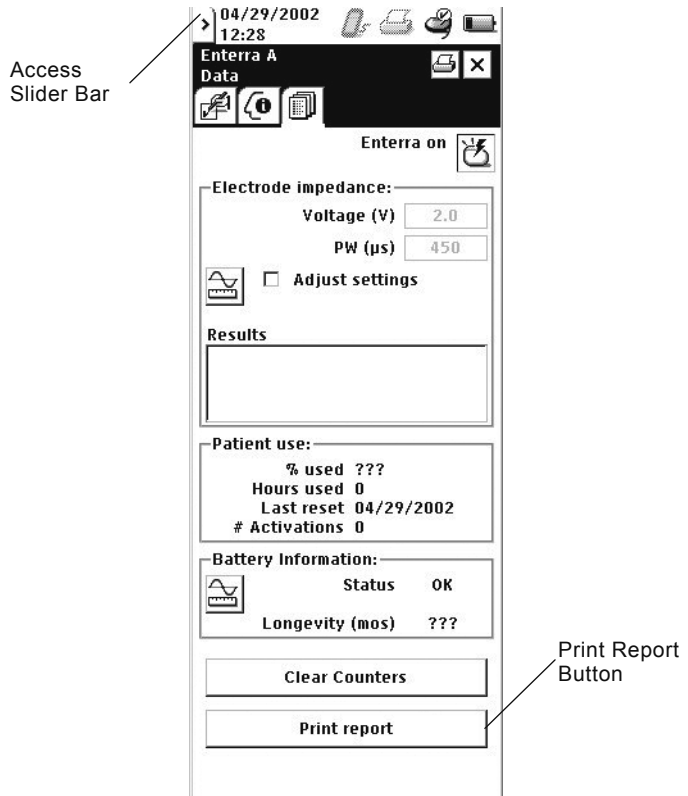 04/29/2002
12:28
Access
Slider Bar
Enterra A
Data
Enterra on
Electrode impedance:
Voltage (V) 2.0
PW (µs) 450
Adjust settings
Results
Patient use:
% used ???
Hours used 0
Last reset 04/29/2002
# Activations 0
Battery Information:
Status OK
Longevity (mos) ???
Print Report
Button
Clear Counters
Print report